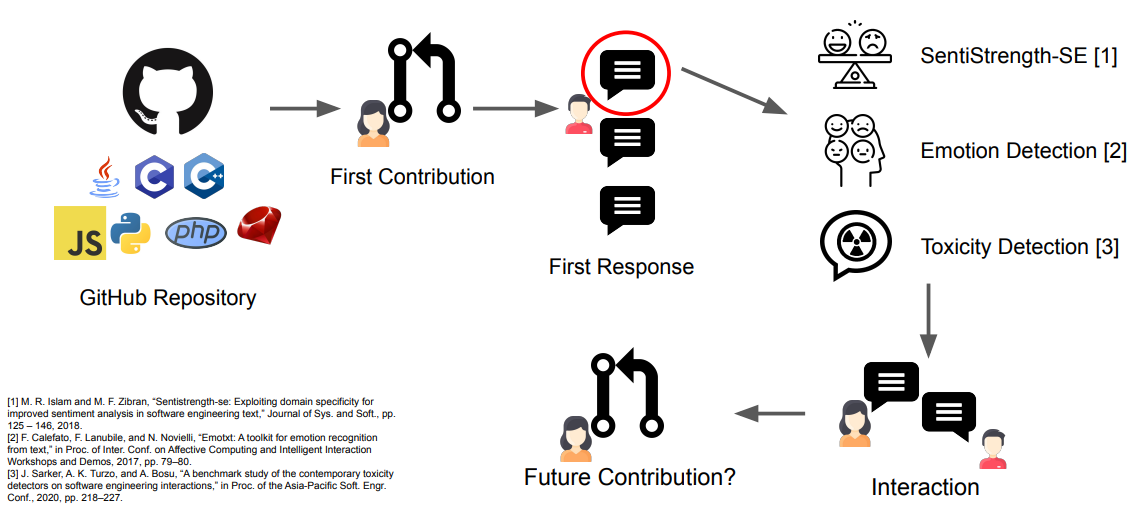 SentiStrength-SE [1]
Emotion Detection [2]
First Contribution
JS
php
C
C
++
Toxicity Detection [3]
First Response
GitHub Repository
[1] M. R. Islam and M. F. Zibran, “Sentistrength-se: Exploiting domain specificity for
improved sentiment analysis in software engineering text,” Journal of Sys. and Soft., pp.
125 – 146, 2018.
[2] F. Calefato, F. Lanubile, and N. Novielli, “Emotxt: A toolkit for emotion recognition
from text,” in Proc. of Inter. Conf. on Affective Computing and Intelligent Interaction
Workshops and Demos, 2017, pp. 79–80.
[3] J. Sarker, A. K. Turzo, and A. Bosu, “A benchmark study of the contemporary toxicity
detectors on software engineering interactions,” in Proc. of the Asia-Pacific Soft. Engr.
Conf., 2020, pp. 218–227.
Future Contribution?
Interaction